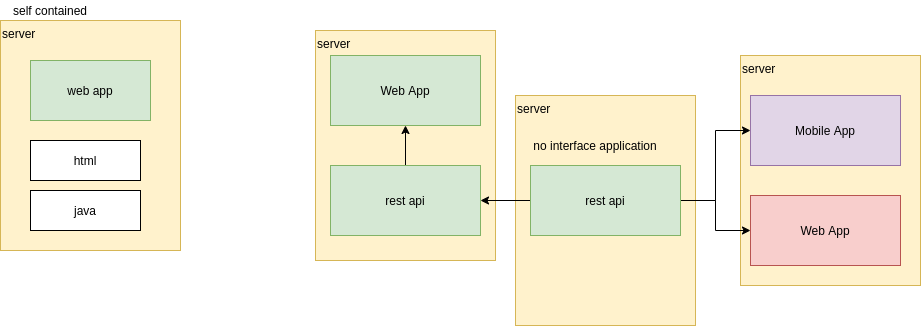 self contained
server
web app
html
java
server
Web App
rest api
server
no interface application
rest api
server
Mobile App
Web App